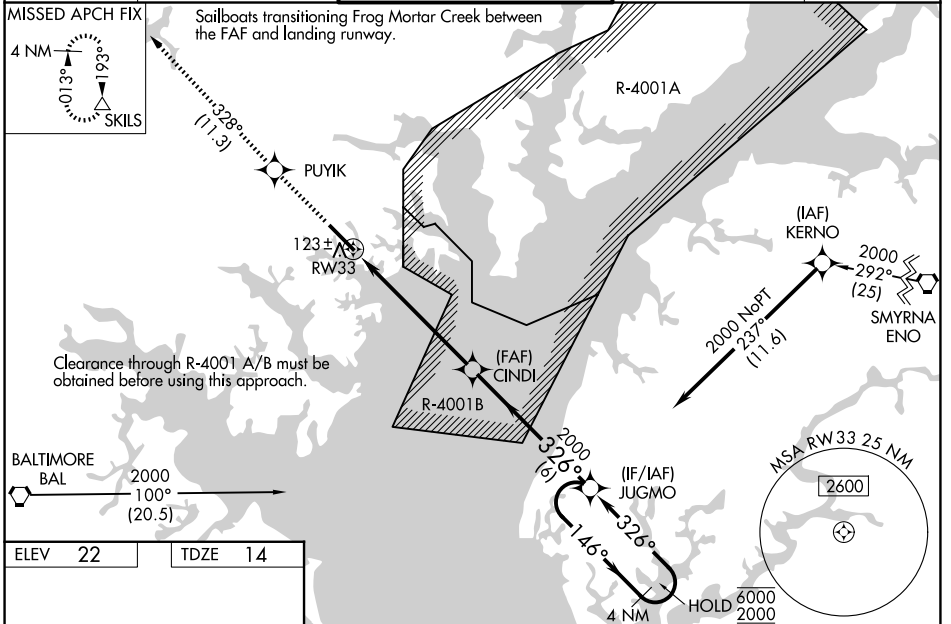 MISSED APCH FIX
4 NM
013°
193°
SKILS
Sailboats transitioning Frog Mortar Creek between
the FAF and landing runway.
R-4001A
328°
(11.3)
PUYIK
(IAF)
KERNO
123±
RW33
2000
292°
(25)
SMYRNA
ENO
2000 NoPT
237°
(11.6)
Clearance through R-4001 A/B must be
obtained before using this approach.
(FAF)
CINDI
R-4001B
2000
326°
(6)
BALTIMORE
BAL
2000
100°
(20.5)
(IF/IAF)
JUGMO
326°
146°
4 NM
HOLD
6000
2000
MSA RW33 25 NM
2600
ELEV 22
TDZE 14